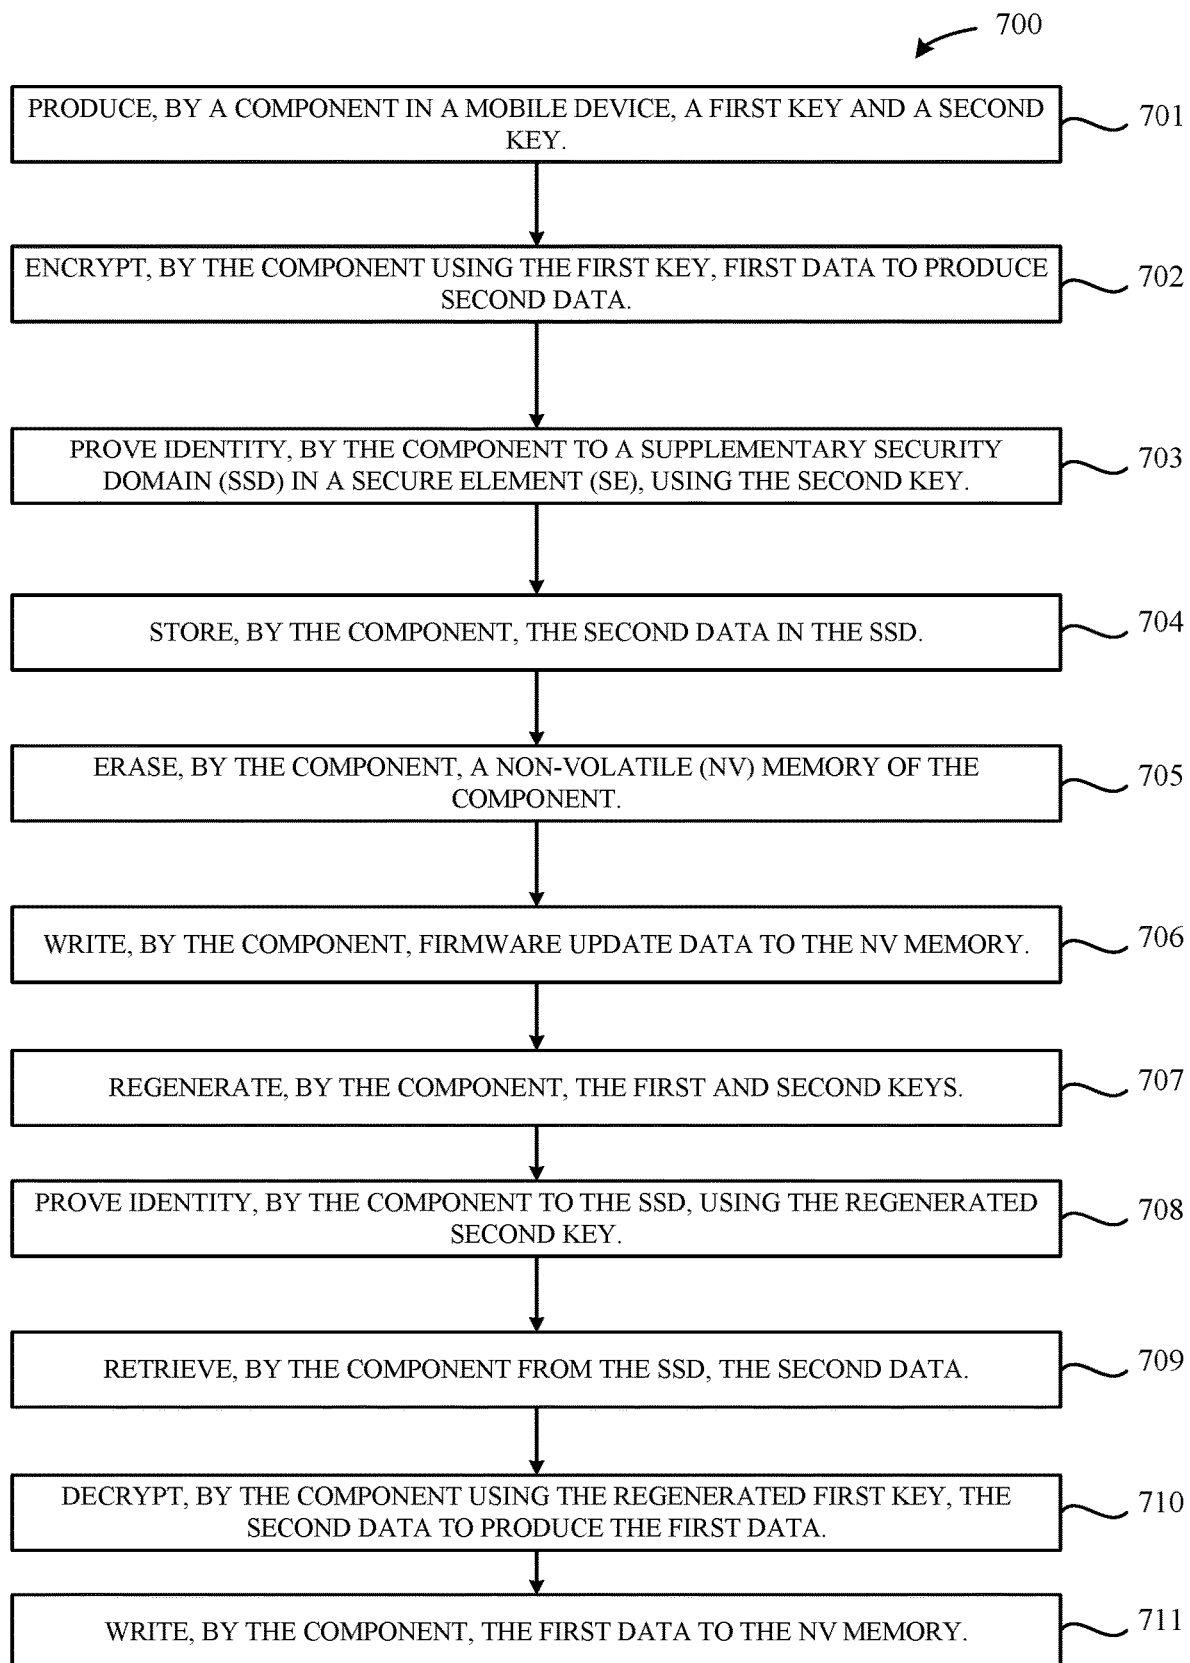 700
PRODUCE, BY A COMPONENT IN A MOBILE DEVICE, A FIRST KEY AND A SECOND
KEY.
701
ENCRYPT, BY THE COMPONENT USING THE FIRST KEY, FIRST DATA TO PRODUCE
SECOND DATA.
702
PROVE IDENTITY, BY THE COMPONENT TO A SUPPLEMENTARY SECURITY
DOMAIN (SSD) IN A SECURE ELEMENT (SE), USING THE SECOND KEY.
703
STORE, BY THE COMPONENT, THE SECOND DATA IN THE SSD.
704
ERASE, BY THE COMPONENT, A NON-VOLATILE (NV) MEMORY OF THE
COMPONENT.
705
WRITE, BY THE COMPONENT, FIRMWARE UPDATE DATA TO THE NV MEMORY.
706
REGENERATE, BY THE COMPONENT, THE FIRST AND SECOND KEYS.
707
PROVE IDENTITY, BY THE COMPONENT TO THE SSD, USING THE REGENERATED
SECOND KEY.
708
RETRIEVE, BY THE COMPONENT FROM THE SSD, THE SECOND DATA.
709
DECRYPT, BY THE COMPONENT USING THE REGENERATED FIRST KEY, THE
SECOND DATA TO PRODUCE THE FIRST DATA.
710
WRITE, BY THE COMPONENT, THE FIRST DATA TO THE NV MEMORY.
711